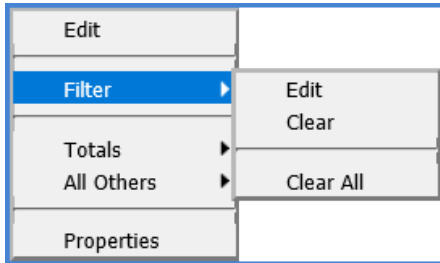 Edit
Filter
Totals
All Others
Properties
Edit
Clear
Clear All